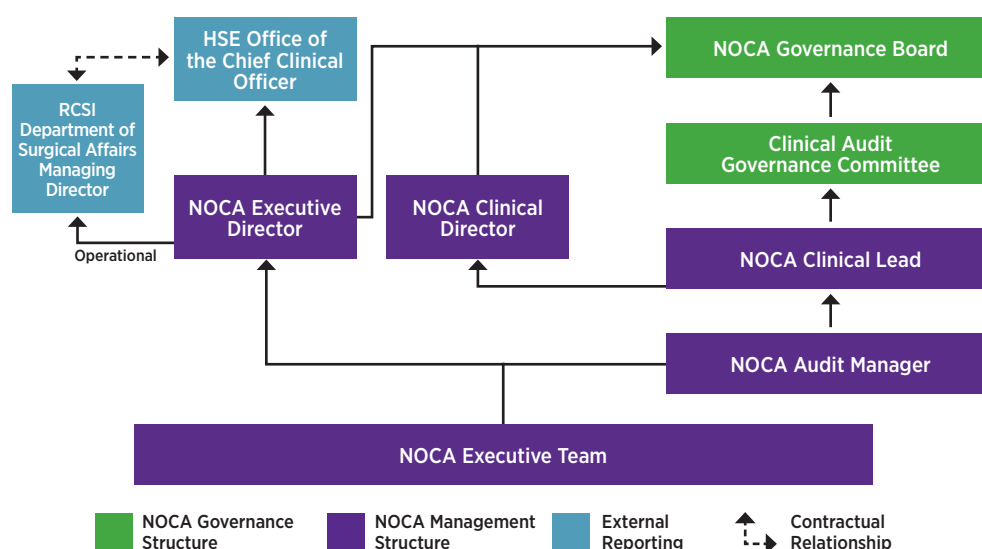 HSE Office of
the Chief Clinical
Officer
NOCA Governance Board
RCSI
Department of
Surgical Affairs
Managing
Director
Clinical Audit
Governance Committee
NOCA Executive
Director
NOCA Clinical
Director
NOCA Clinical Lead
Operational
NOCA Audit Manager
NOCA Executive Team
NOCA Governance
Structure
NOCA Management
Structure
External
Reporting
Contractual
Relationship